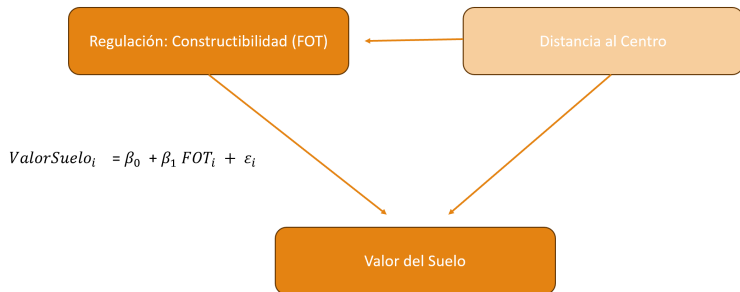 Regulación: Constructibilidad (FOT)
Distancia al Centro
ValorSuelo_i = β_0 + β_1 FOT_i + ε_i
Valor del Suelo